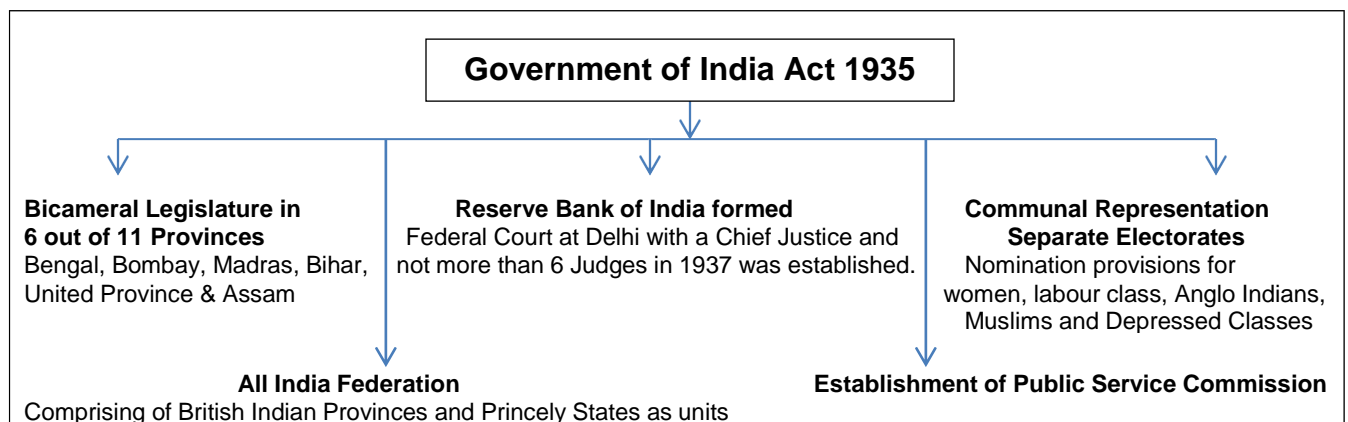 Government of India Act 1935
Bicameral Legislature in
6 out of 11 Provinces
Bengal, Bombay, Madras, Bihar,
United Province & Assam
Reserve Bank of India formed
Federal Court at Delhi with a Chief Justice and
not more than 6 Judges in 1937 was established.
Communal Representation
Separate Electorates
Nomination provisions for
women, labour class, Anglo Indians,
Muslims and Depressed Classes
All India Federation
Comprising of British Indian Provinces and Princely States as units
Establishment of Public Service Commission